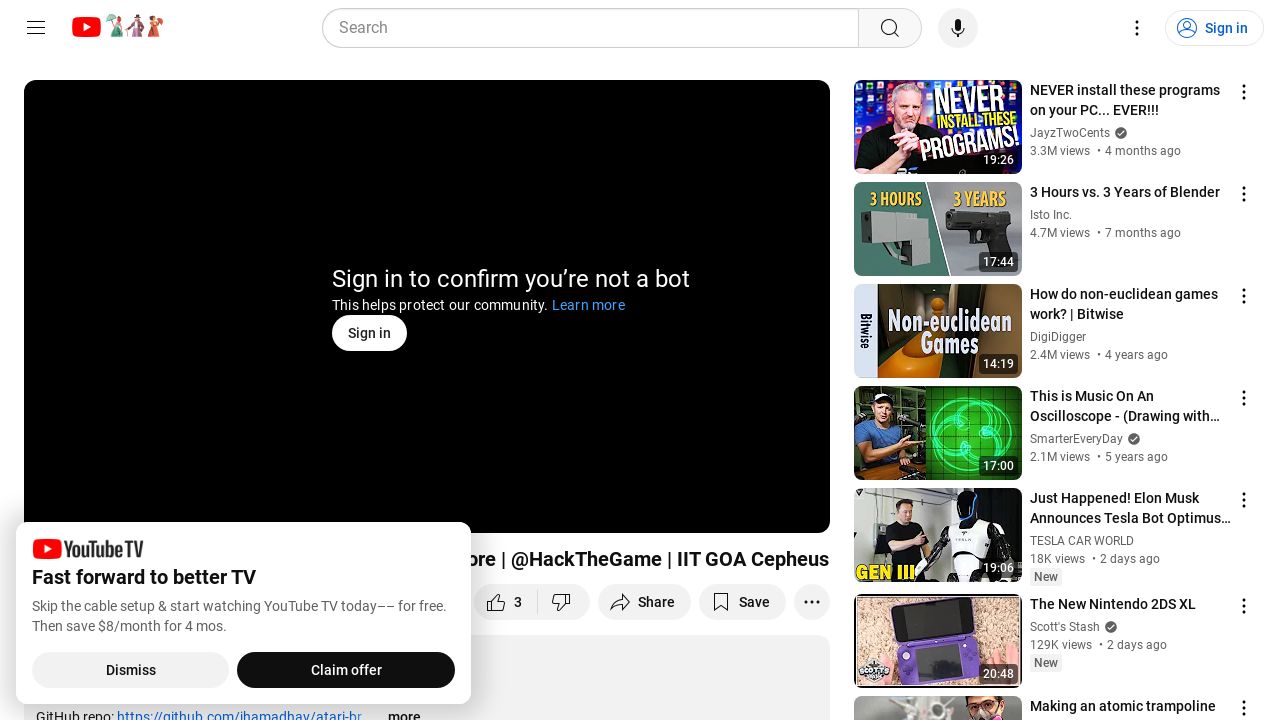 Search
Sign in
Sign in to confirm you’re not a bot
This helps protect our community. Learn more
Sign in
ore | @HackTheGame | IIT GOA Cepheus
3
Share
Save
YouTube TV
Fast forward to better TV
Skip the cable setup & start watching YouTube TV today–– for free.
Then save $8/month for 4 mos.
Dismiss
Claim offer
GitHub repo: https://github.com/jhamadhav/atari-br
...more
NEVER
INSTALL THESE
PROGRAMS!
19:26
NEVER install these programs
on your PC... EVER!!!
JayzTwoCents
3.3M views • 4 months ago
3 HOURS
3 YEARS
17:44
3 Hours vs. 3 Years of Blender
Isto Inc.
4.7M views • 7 months ago
Bitwise
Non-euclidean
Games
14:19
How do non-euclidean games
work? | Bitwise
DigiDigger
2.4M views • 4 years ago
17:00
This is Music On An
Oscilloscope - (Drawing with…
SmarterEveryDay
2.1M views • 5 years ago
TESLA
GEN III
19:06
Just Happened! Elon Musk
Announces Tesla Bot Optimus…
TESLA CAR WORLD
18K views • 2 days ago
New
SCOTT'S
STASH
20:48
The New Nintendo 2DS XL
Scott's Stash
129K views • 2 days ago
New
Making an atomic trampoline